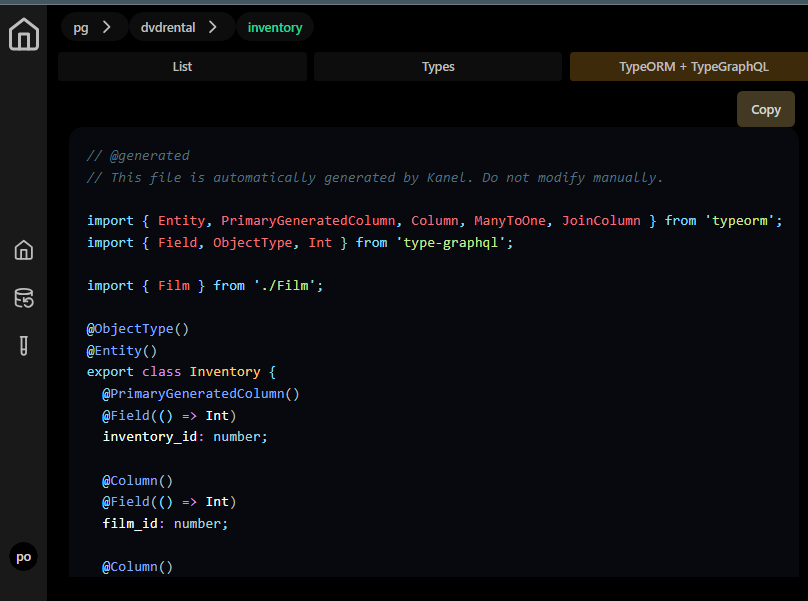 pg > dvdrental > inventory
List Types TypeORM + TypeGraphQL
Copy
// @generated
// This file is automatically generated by Kanel. Do not modify manually.
import { Entity, PrimaryGeneratedColumn, Column, ManyToOne, JoinColumn } from 'typeorm';
import { Field, ObjectType, Int } from 'type-graphql';
import { Film } from './Film';
@ObjectType()
@Entity()
export class Inventory {
@PrimaryGeneratedColumn()
@Field(() => Int)
inventory_id: number;
@Column()
@Field(() => Int)
film_id: number;
@Column()
po